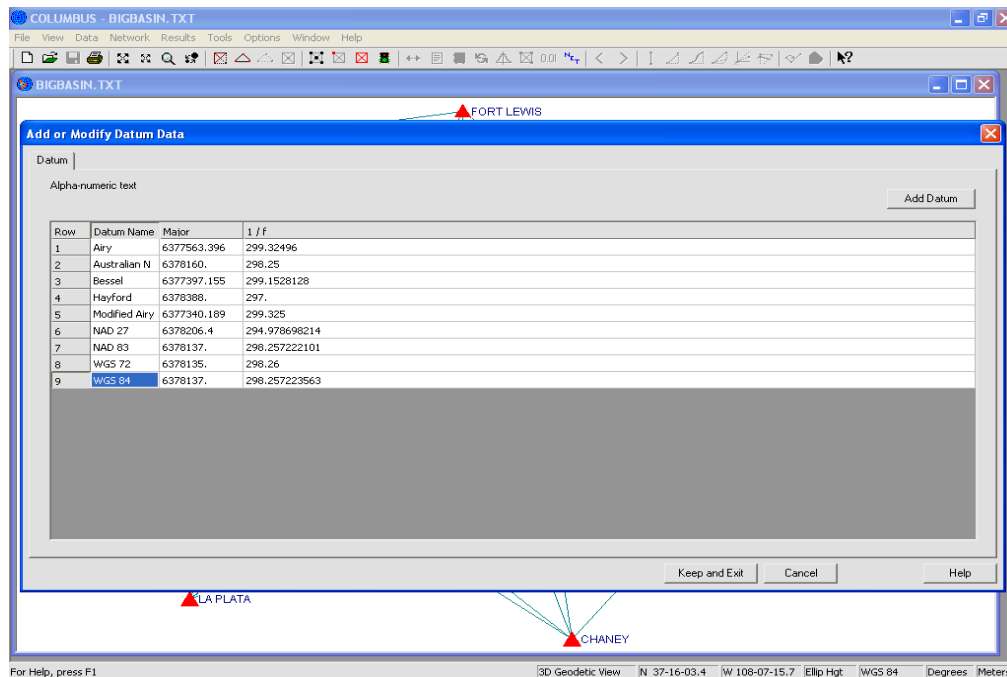 COLUMBUS - BIGBASIN.TXT
File View Data Network Results Tools Options Window Help
BIGBASIN.TXT
FORT LEWIS
Add or Modify Datum Data
Datum
Alpha-numeric text
Add Datum
Row Datum Name Major 1 / f
1 Airy 6377563.396 299.32496
2 Australian N 6378160. 298.25
3 Bessel 6377397.155 299.1528128
4 Hayford 6378388. 297.
5 Modified Airy 6377340.189 299.325
6 NAD 27 6378206.4 294.978698214
7 NAD 83 6378137. 298.257222101
8 WGS 72 6378135. 298.26
9 WGS 84 6378137. 298.257223563
Keep and Exit Cancel Help
LA PLATA
CHANEY
For Help, press F1 3D Geodetic View N 37-16-03.4 W 108-07-15.7 Ellip Hgt WGS 84 Degrees Meter